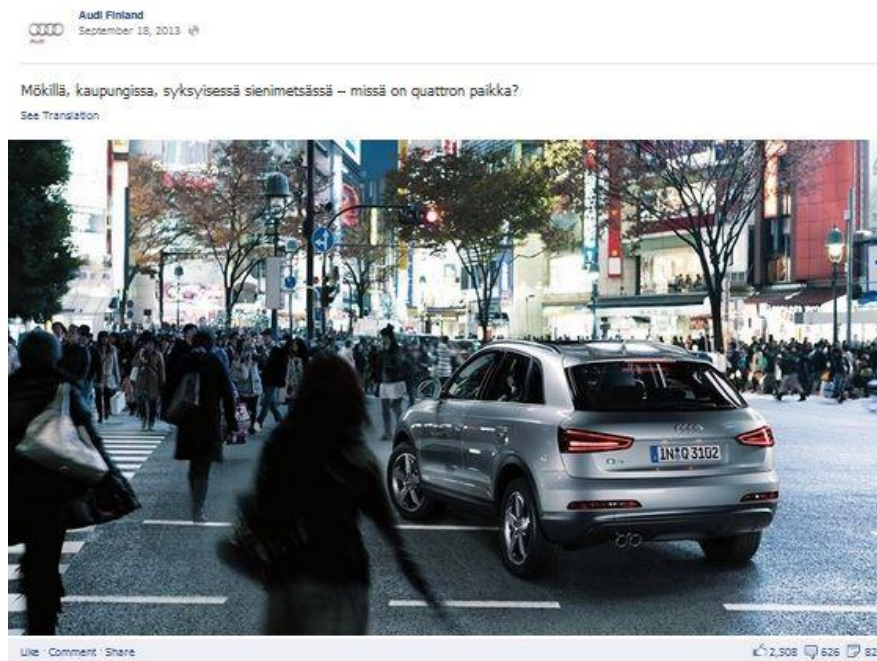 Audi Finland
September 18, 2013
Mökillä, kaupungissa, syksyisessä sienimetsässä – missä on quattron paikka?
See Translation
IN Q 3102
Like · Comment · Share
2,508 626 82